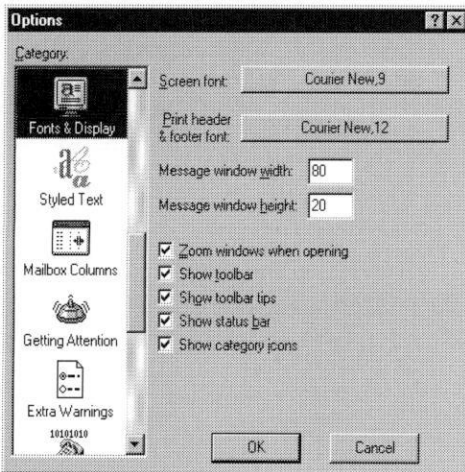 Options
Category:
Fonts & Display
Styled Text
Mailbox Columns
Getting Attention
Extra Warnings
10101010
Screen font: Courier New,9
Print header
& footer font: Courier New,12
Message window width: 80
Message window height: 20
Zoom windows when opening
Show toolbar
Show toolbar tips
Show status bar
Show category icons
OK Cancel